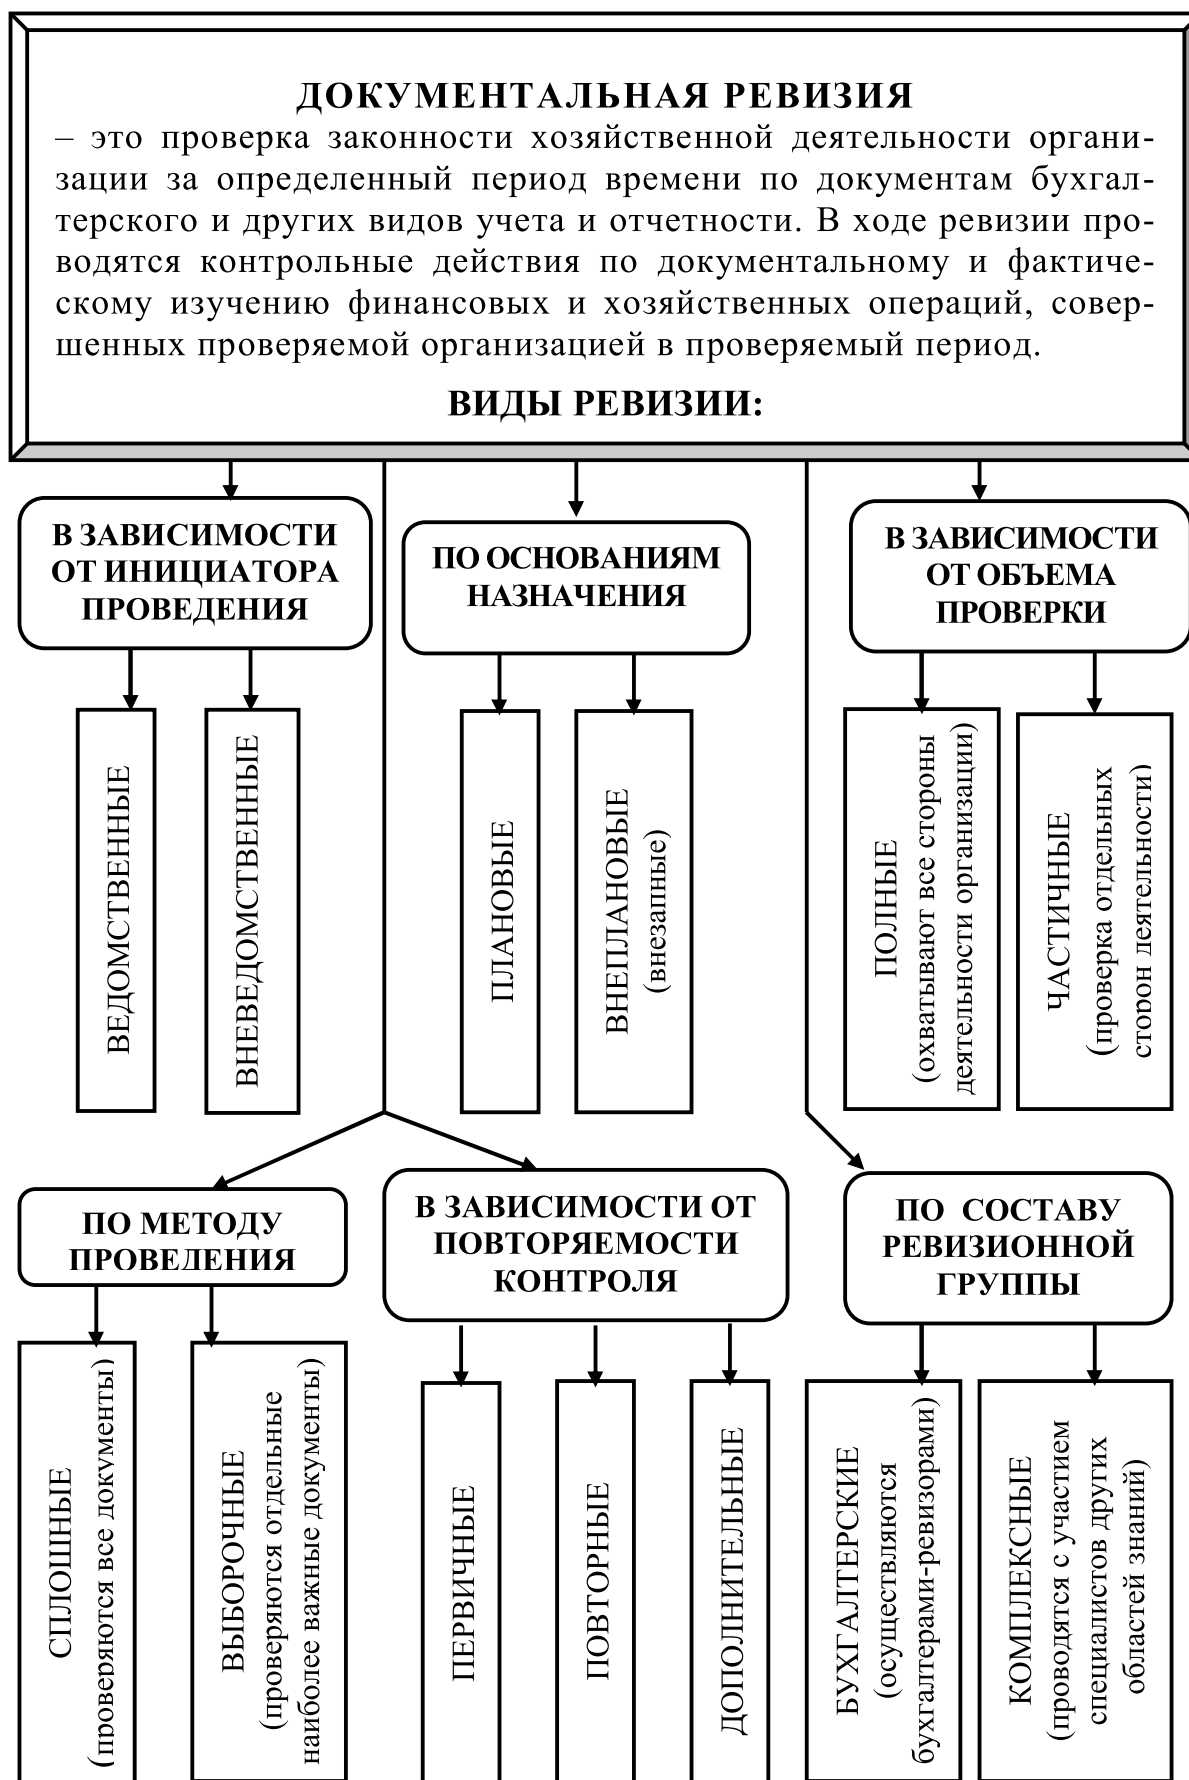 ДОКУМЕНТАЛЬНАЯ РЕВИЗИЯ
– это проверка законности хозяйственной деятельности органи-
зации за определенный период времени по документам бухгал-
терского и других видов учета и отчетности. В ходе ревизии про-
водятся контрольные действия по документальному и фактиче-
скому изучению финансовых и хозяйственных операций, совер-
шенных проверяемой организацией в проверяемый период.
ВИДЫ РЕВИЗИИ:
В ЗАВИСИМОСТИ
ОТ ИНИЦИАТОРА
ПРОВЕДЕНИЯ
ВЕДОМСТВЕННЫЕ
ВНЕВЕДОМСТВЕННЫЕ
ПО ОСНОВАНИЯМ
НАЗНАЧЕНИЯ
ПЛАНОВЫЕ
ВНЕПЛАНОВЫЕ
(внезапные)
В ЗАВИСИМОСТИ
ОТ ОБЪЕМА
ПРОВЕРКИ
ПОЛНЫЕ
(охватывают все стороны
деятельности организации)
ЧАСТИЧНЫЕ
(проверка отдельных
сторон деятельности)
ПО МЕТОДУ
ПРОВЕДЕНИЯ
СПЛОШНЫЕ
(проверяются все документы)
ВЫБОРОЧНЫЕ
(проверяются отдельные
наиболее важные документы)
В ЗАВИСИМОСТИ ОТ
ПОВТОРЯЕМОСТИ
КОНТРОЛЯ
ПЕРВИЧНЫЕ
ПОВТОРНЫЕ
ДОПОЛНИТЕЛЬНЫЕ
ПО СОСТАВУ
РЕВИЗИОННОЙ
ГРУППЫ
БУХГАЛТЕРСКИЕ
(осуществляются
бухгалтерами-ревизорами)
КОМПЛЕКСНЫЕ
(проводятся с участием
специалистов других
областей знаний)